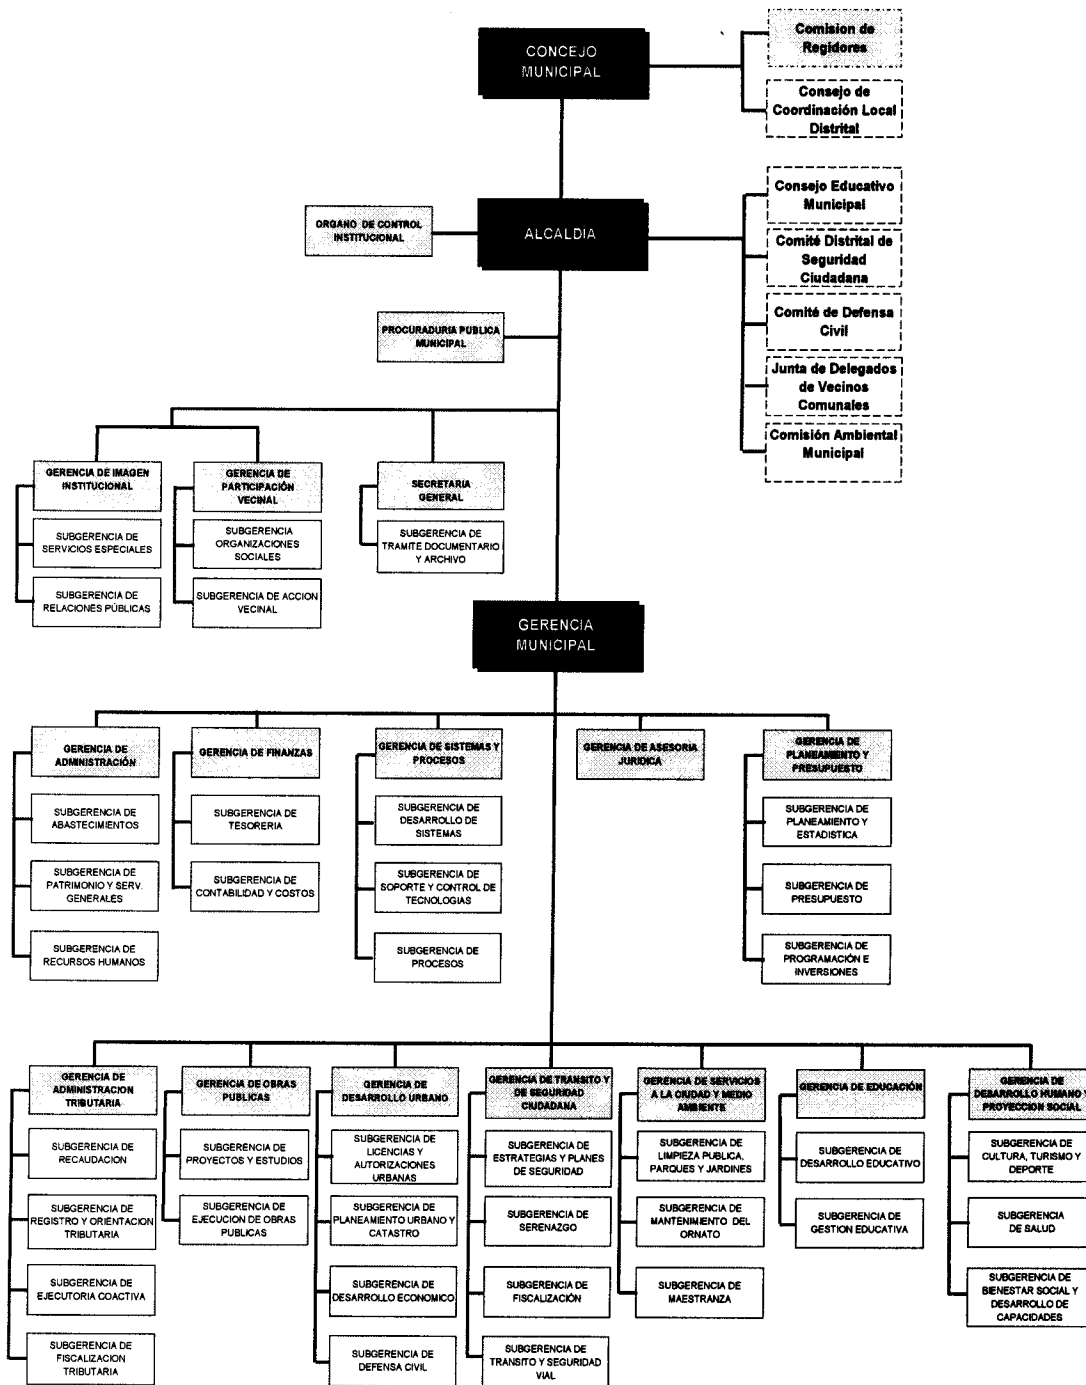 CONCEJO
MUNICIPAL
Comision de
Regidores
Consejo de
Coordinación Local
Distrital
ORGANO DE CONTROL
INSTITUCIONAL
ALCALDIA
Consejo Educativo
Municipal
Comité Distrital de
Seguridad
Ciudadana
Comité de Defensa
Civil
Junta de Delegados
de Vecinos
Comunales
Comisión Ambiental
Municipal
PROCURADURIA PUBLICA
MUNICIPAL
GERENCIA DE IMAGEN
INSTITUCIONAL
SUBGERENCIA DE
SERVICIOS ESPECIALES
SUBGERENCIA DE
RELACIONES PÚBLICAS
GERENCIA DE
PARTICIPACIÓN
VECINAL
SUBGERENCIA
ORGANIZACIONES
SOCIALES
SUBGERENCIA DE ACCION
VECINAL
SECRETARIA
GENERAL
SUBGERENCIA DE
TRAMITE DOCUMENTARIO
Y ARCHIVO
GERENCIA
MUNICIPAL
GERENCIA DE
ADMINISTRACIÓN
SUBGERENCIA DE
ABASTECIMIENTOS
SUBGERENCIA DE
PATRIMONIO Y SERV.
GENERALES
SUBGERENCIA DE
RECURSOS HUMANOS
GERENCIA DE FINANZAS
SUBGERENCIA DE
TESORERIA
SUBGERENCIA DE
CONTABILIDAD Y COSTOS
GERENCIA DE SISTEMAS Y
PROCESOS
SUBGERENCIA DE
DESARROLLO DE
SISTEMAS
SUBGERENCIA DE
SOPORTE Y CONTROL DE
TECNOLOGIAS
SUBGERENCIA DE
PROCESOS
GERENCIA DE ASESORIA
JURIDICA
GERENCIA DE
PLANEAMIENTO Y
PRESUPUESTO
SUBGERENCIA DE
PLANEAMIENTO Y
ESTADISTICA
SUBGERENCIA DE
PRESUPUESTO
SUBGERENCIA DE
PROGRAMACIÓN E
INVERSIONES
GERENCIA DE
ADMINISTRACION
TRIBUTARIA
SUBGERENCIA DE
RECAUDACION
SUBGERENCIA DE
REGISTRO Y ORIENTACION
TRIBUTARIA
SUBGERENCIA DE
EJECUTORIA COACTIVA
SUBGERENCIA DE
FISCALIZACION
TRIBUTARIA
GERENCIA DE OBRAS
PUBLICAS
SUBGERENCIA DE
PROYECTOS Y ESTUDIOS
SUBGERENCIA DE
EJECUCION DE OBRAS
PUBLICAS
GERENCIA DE
DESARROLLO URBANO
SUBGERENCIA DE
LICENCIAS Y
AUTORIZACIONES
URBANAS
SUBGERENCIA DE
PLANEAMIENTO URBANO Y
CATASTRO
SUBGERENCIA DE
DESARROLLO ECONOMICO
SUBGERENCIA DE
DEFENSA CIVIL
GERENCIA DE TRANSITO Y
DE SEGURIDAD
CIUDADANA
SUBGERENCIA DE
ESTRATEGIAS Y PLANES
DE SEGURIDAD
SUBGERENCIA DE
SERENAZGO
SUBGERENCIA DE
FISCALIZACIÓN
SUBGERENCIA DE
TRANSITO Y SEGURIDAD
VIAL
GERENCIA DE SERVICIOS
A LA CIUDAD Y MEDIO
AMBIENTE
SUBGERENCIA DE
LIMPIEZA PUBLICA,
PARQUES Y JARDINES
SUBGERENCIA DE
MANTENIMIENTO DEL
ORNATO
SUBGERENCIA DE
MAESTRANZA
GERENCIA DE EDUCACIÓN
SUBGERENCIA DE
DESARROLLO EDUCATIVO
SUBGERENCIA DE
GESTION EDUCATIVA
GERENCIA DE
DESARROLLO HUMANO Y
PROYECCION SOCIAL
SUBGERENCIA DE
CULTURA, TURISMO Y
DEPORTE
SUBGERENCIA
DE SALUD
SUBGERENCIA DE
BIENESTAR SOCIAL Y
DESARROLLO DE
CAPACIDADES